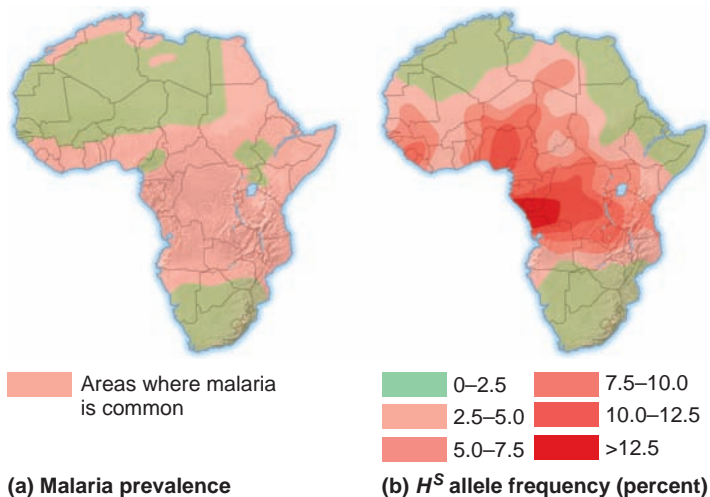 Areas where malaria
is common
0–2.5
2.5–5.0
5.0–7.5
7.5–10.0
10.0–12.5
>12.5
(a) Malaria prevalence
(b) H^S allele frequency (percent)